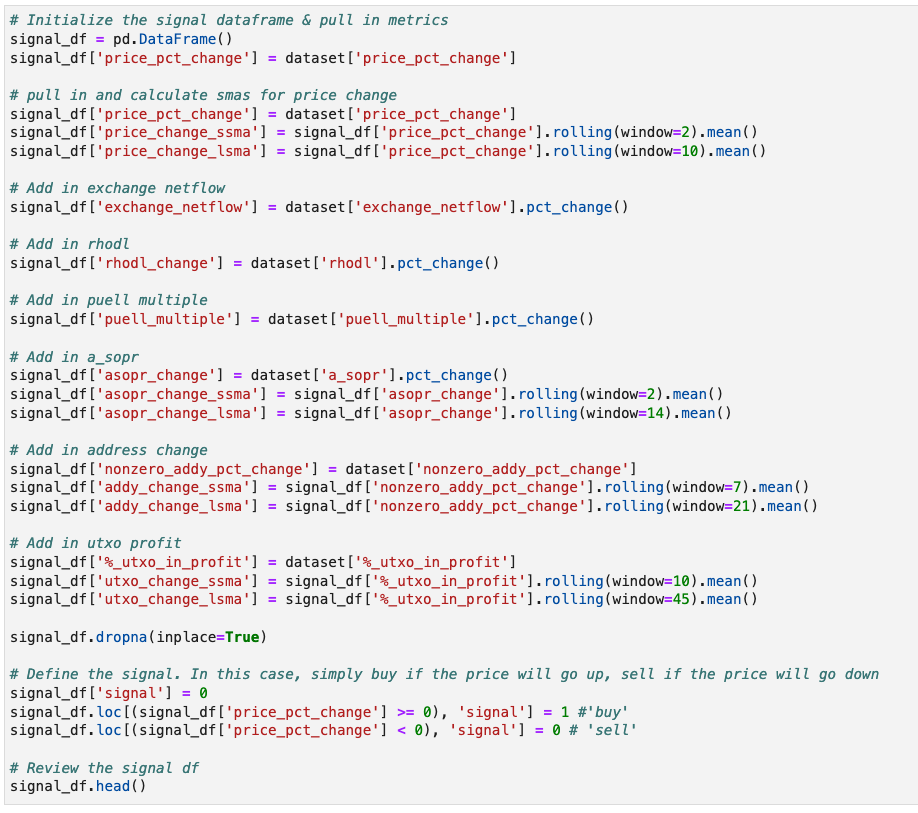 # Initialize the signal dataframe & pull in metrics
signal_df = pd.DataFrame()
signal_df['price_pct_change'] = dataset['price_pct_change']

# pull in and calculate smas for price change
signal_df['price_pct_change'] = dataset['price_pct_change']
signal_df['price_change_ssma'] = signal_df['price_pct_change'].rolling(window=2).mean()
signal_df['price_change_lsma'] = signal_df['price_pct_change'].rolling(window=10).mean()

# Add in exchange netflow
signal_df['exchange_netflow'] = dataset['exchange_netflow'].pct_change()

# Add in rhodl
signal_df['rhodl_change'] = dataset['rhodl'].pct_change()

# Add in puell multiple
signal_df['puell_multiple'] = dataset['puell_multiple'].pct_change()

# Add in a_sopr
signal_df['asopr_change'] = dataset['a_sopr'].pct_change()
signal_df['asopr_change_ssma'] = signal_df['asopr_change'].rolling(window=2).mean()
signal_df['asopr_change_lsma'] = signal_df['asopr_change'].rolling(window=14).mean()

# Add in address change
signal_df['nonzero_addy_pct_change'] = dataset['nonzero_addy_pct_change']
signal_df['addy_change_ssma'] = signal_df['nonzero_addy_pct_change'].rolling(window=7).mean()
signal_df['addy_change_lsma'] = signal_df['nonzero_addy_pct_change'].rolling(window=21).mean()

# Add in utxo profit
signal_df['%_utxo_in_profit'] = dataset['%_utxo_in_profit']
signal_df['utxo_change_ssma'] = signal_df['%_utxo_in_profit'].rolling(window=10).mean()
signal_df['utxo_change_lsma'] = signal_df['%_utxo_in_profit'].rolling(window=45).mean()

signal_df.dropna(inplace=True)

# Define the signal. In this case, simply buy if the price will go up, sell if the price will go down
signal_df['signal'] = 0
signal_df.loc[(signal_df['price_pct_change'] >= 0), 'signal'] = 1 #'buy'
signal_df.loc[(signal_df['price_pct_change'] < 0), 'signal'] = 0 # 'sell'

# Review the signal df
signal_df.head()